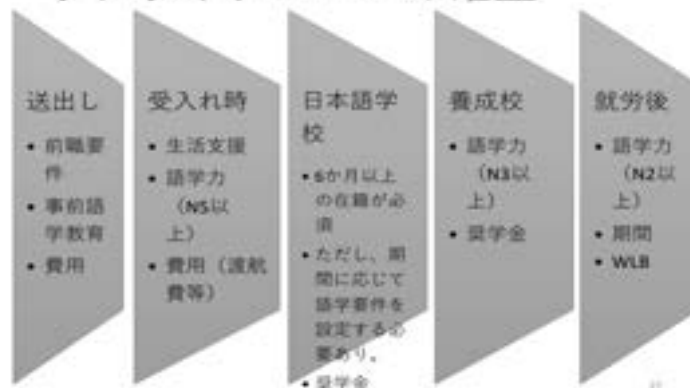 送出し
• 前職要
件
• 事前語
学教育
• 費用
受入れ時
• 生活支援
• 語学力
（N5以
上）
• 費用（渡航
費等）
日本語学
校
• 6か月以上
の在籍が必
須
• ただし、期
間に応じて
語学要件を
設定する必
要あり。
• 奨学金
養成校
• 語学力
（N3以
上）
• 奨学金
就労後
• 語学力
（N2以
上）
• 期間
• WLB